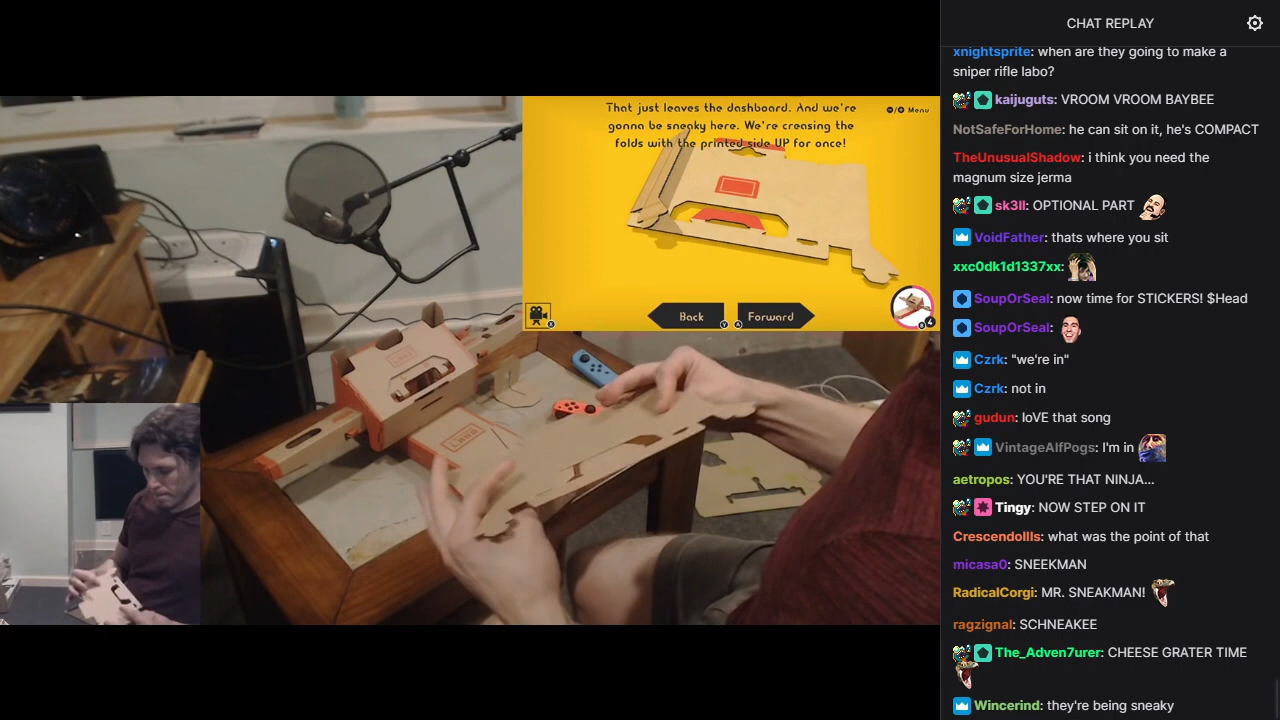 That just leaves the dashboard. And we're
gonna be sneaky here. We're creasing the
folds with the printed side UP for once!
Menu
Back
Forward
LABO
CHAT REPLAY
xnightsprite: when are they going to make a
sniper rifle labo?
kaijuguts: VROOM VROOM BAYBEE
NotSafeForHome: he can sit on it, he's COMPACT
TheUnusualShadow: i think you need the
magnum size jerma
sk3ll: OPTIONAL PART
VoidFather: thats where you sit
xxc0dk1d1337xx:
SoupOrSeal: now time for STICKERS! $Head
SoupOrSeal:
Czrk: "we're in"
Czrk: not in
gudun: loVE that song
VintageAlfPogs: I'm in
aetropos: YOU'RE THAT NINJA...
Tingy: NOW STEP ON IT
Crescendollls: what was the point of that
micasa0: SNEEKMAN
RadicalCorgi: MR. SNEAKMAN!
ragzignal: SCHNEAKEE
The_Adven7urer: CHEESE GRATER TIME
Wincerind: they're being sneaky